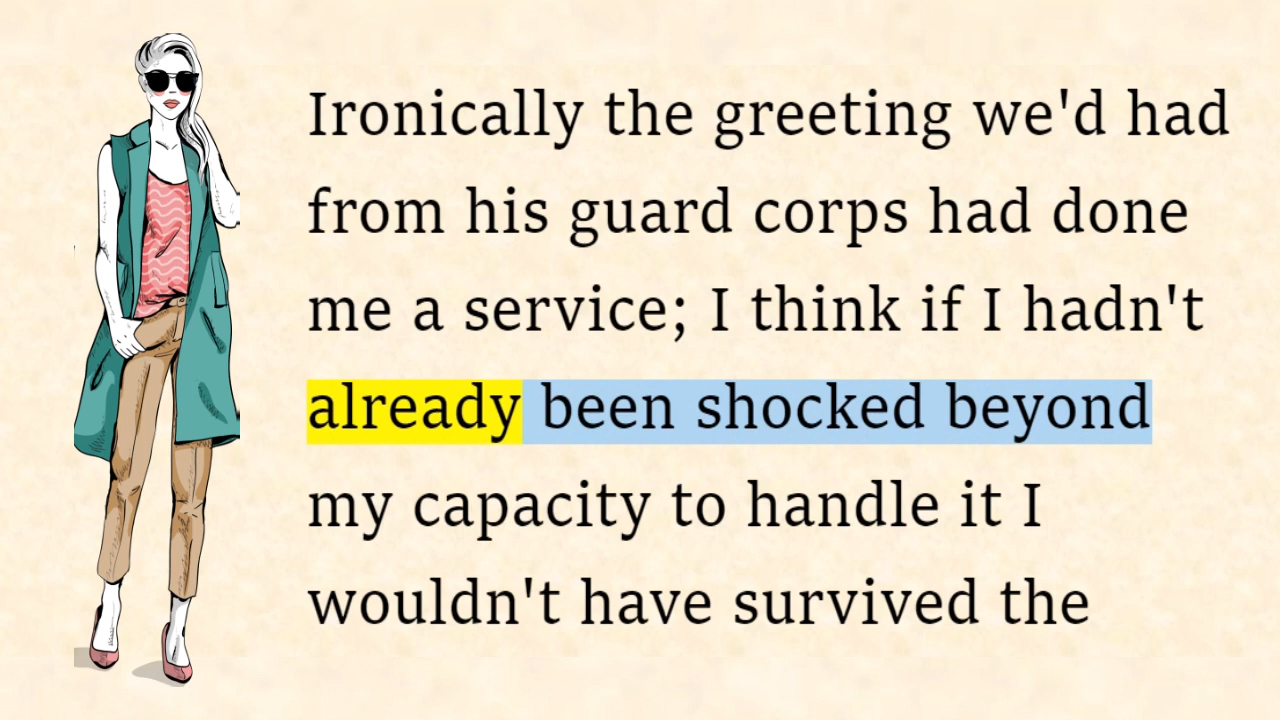 Ironically the greeting we'd had
from his guard corps had done
me a service; I think if I hadn't
already been shocked beyond
my capacity to handle it I
wouldn't have survived the